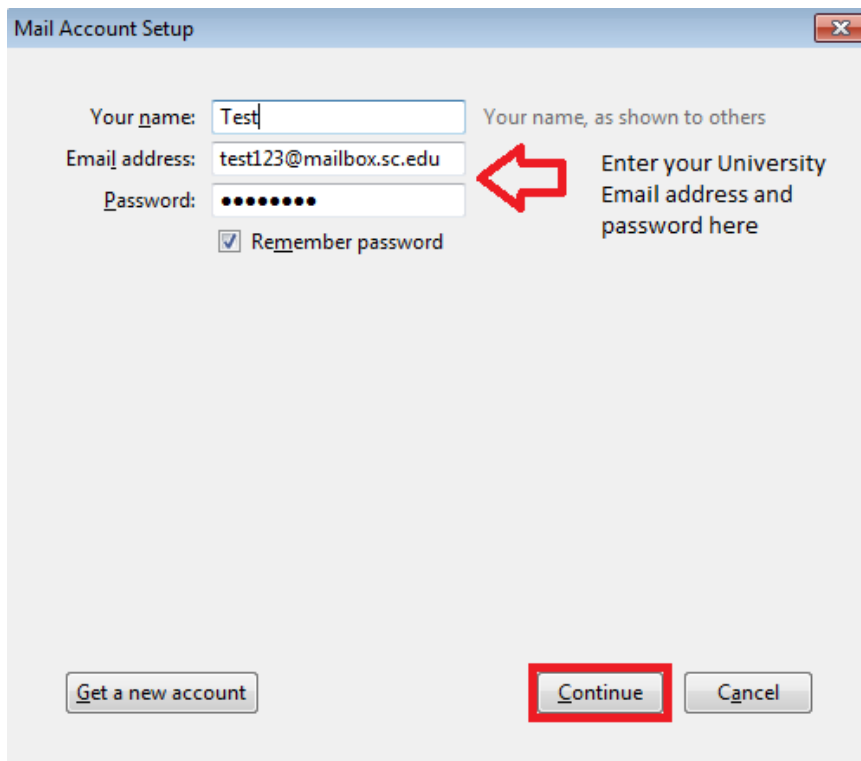 Mail Account Setup
Your name: Test Your name, as shown to others
Email address: test123@mailbox.sc.edu
Password: ●●●●●●●●
Remember password
Enter your University
Email address and
password here
Get a new account Continue Cancel